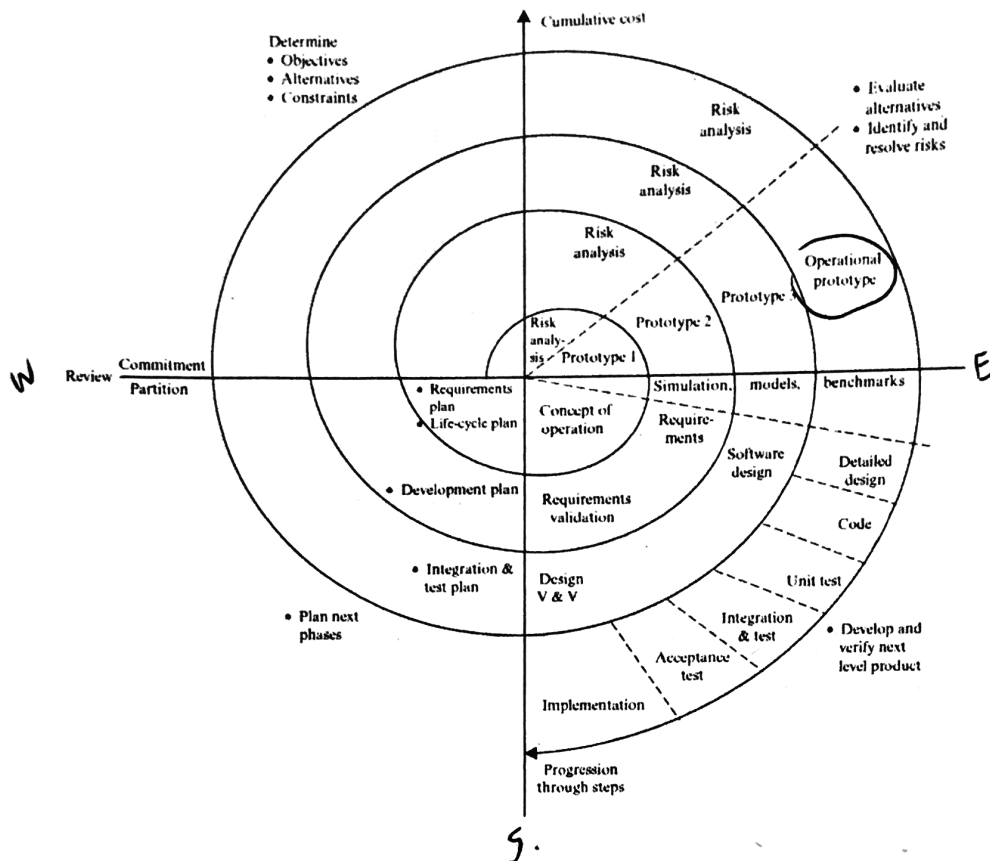 Cumulative cost
Determine
• Objectives
• Alternatives
• Constraints
• Evaluate
alternatives
• Identify and
resolve risks
Risk
analysis
Risk
analysis
Risk
analysis
Risk
analy-
sis
Prototype 1
Prototype 2
Prototype 3
Operational
prototype
W
Review
Commitment
Partition
E
Simulation, models, benchmarks
• Requirements
plan
• Life-cycle plan
Concept of
operation
Require-
ments
Software
design
Detailed
design
• Development plan
Requirements
validation
Code
• Integration &
test plan
Design
V & V
Unit test
• Plan next
phases
Integration
& test
• Develop and
verify next
level product
Acceptance
test
Implementation
Progression
through steps
S.